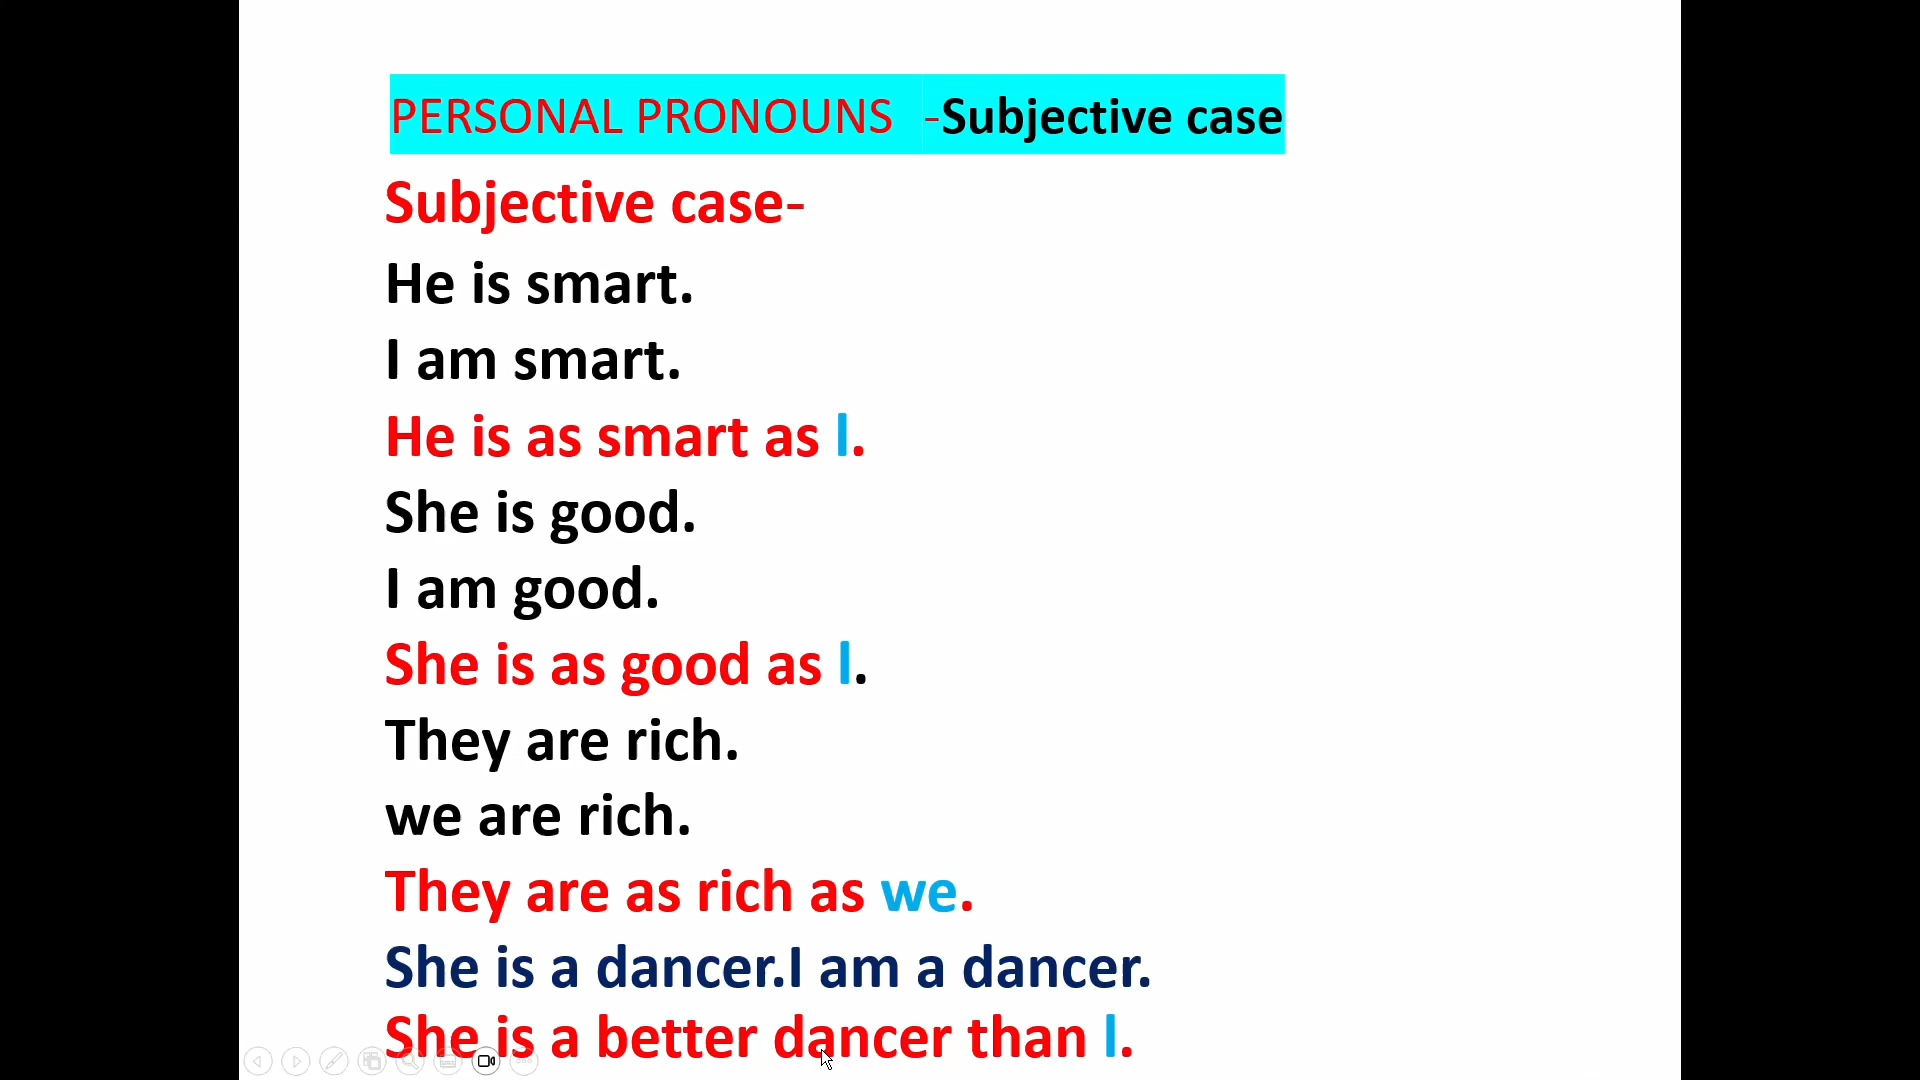 PERSONAL PRONOUNS -Subjective case
Subjective case-
He is smart.
I am smart.
He is as smart as I.
She is good.
I am good.
She is as good as I.
They are rich.
we are rich.
They are as rich as we.
She is a dancer.I am a dancer.
She is a better dancer than I.